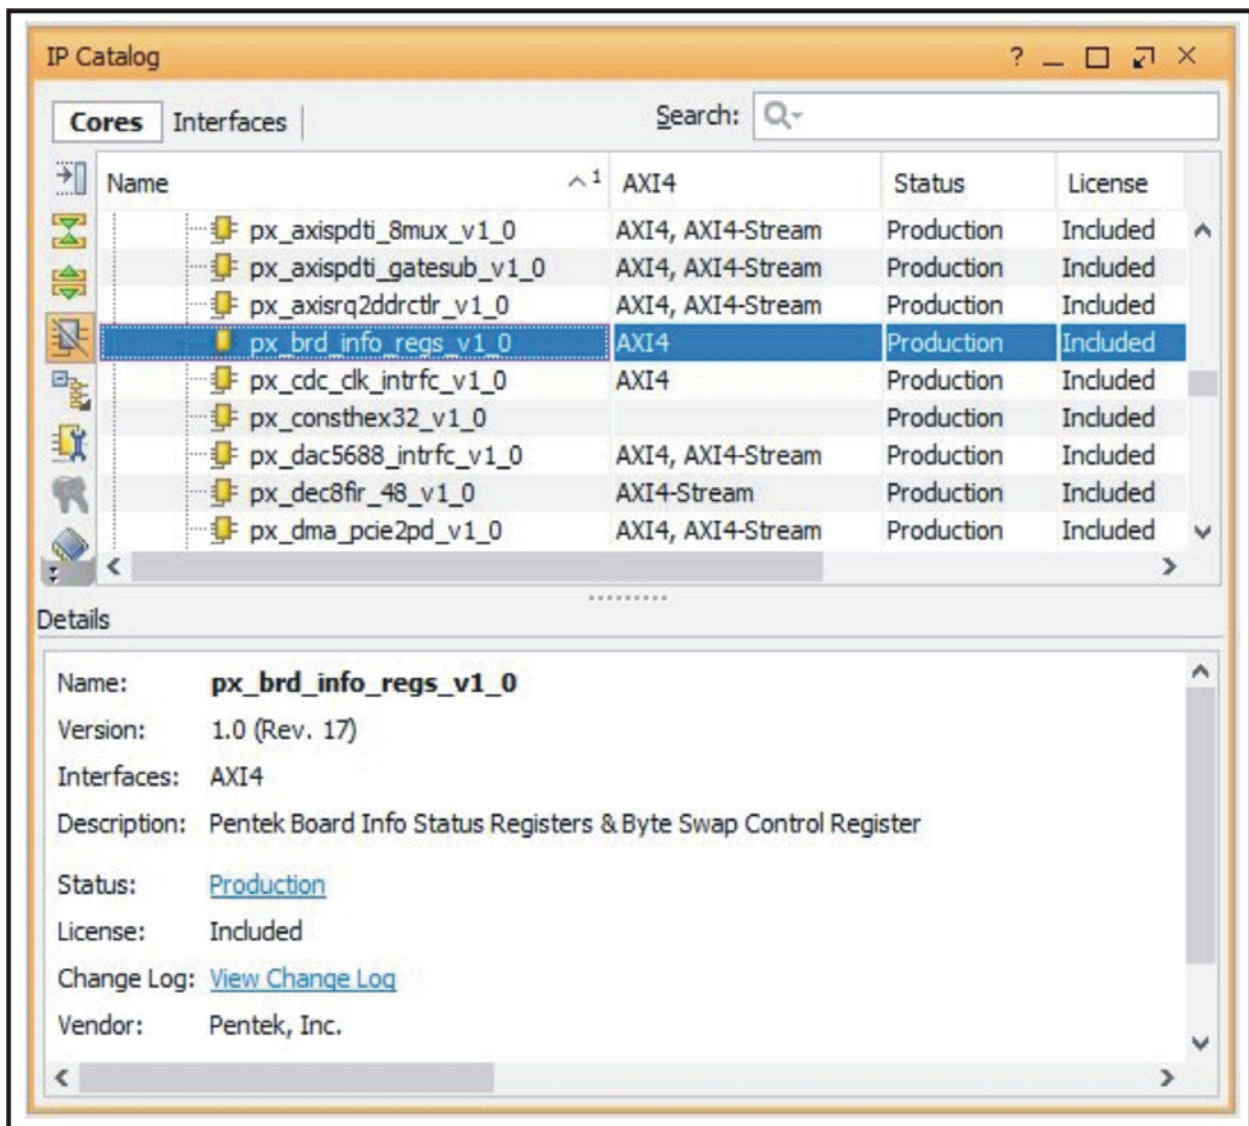 IP Catalog
Cores Interfaces Search:
Name 1 AXI4 Status License
px_axispdti_8mux_v1_0 AXI4, AXI4-Stream Production Included
px_axispdti_gatesub_v1_0 AXI4, AXI4-Stream Production Included
px_axisrq2ddrctlr_v1_0 AXI4, AXI4-Stream Production Included
px_brd_info_regs_v1_0 AXI4 Production Included
px_cdc_clk_intrfc_v1_0 AXI4 Production Included
px_consthex32_v1_0 Production Included
px_dac5688_intrfc_v1_0 AXI4, AXI4-Stream Production Included
px_dec8fir_48_v1_0 AXI4-Stream Production Included
px_dma_pcie2pd_v1_0 AXI4, AXI4-Stream Production Included
Details
Name: px_brd_info_regs_v1_0
Version: 1.0 (Rev. 17)
Interfaces: AXI4
Description: Pentek Board Info Status Registers & Byte Swap Control Register
Status: Production
License: Included
Change Log: View Change Log
Vendor: Pentek, Inc.